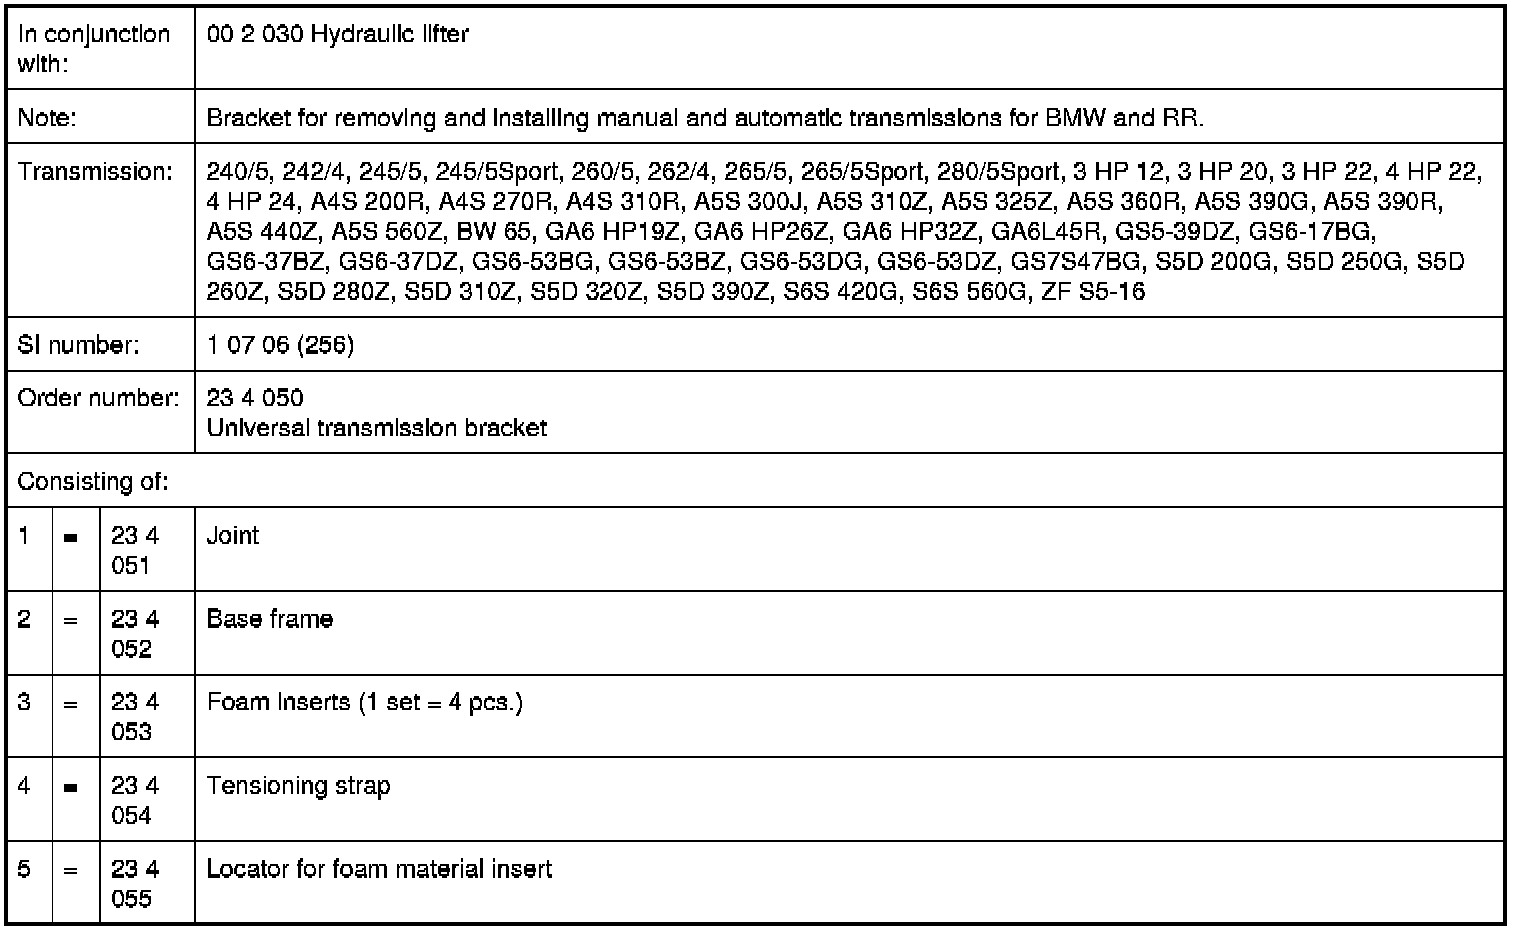 In conjunction
with:
00 2 030 Hydraulic lifter
Note:
Bracket for removing and installing manual and automatic transmissions for BMW and RR.
Transmission:
240/5, 242/4, 245/5, 245/5Sport, 260/5, 262/4, 265/5, 265/5Sport, 280/5Sport, 3 HP 12, 3 HP 20, 3 HP 22, 4 HP 22,
4 HP 24, A4S 200R, A4S 270R, A4S 310R, A5S 300J, A5S 310Z, A5S 325Z, A5S 360R, A5S 390G, A5S 390R,
A5S 440Z, A5S 560Z, BW 65, GA6 HP19Z, GA6 HP26Z, GA6 HP32Z, GA6L45R, GS5-39DZ, GS6-17BG,
GS6-37BZ, GS6-37DZ, GS6-53BG, GS6-53BZ, GS6-53DG, GS6-53DZ, GS7S47BG, S5D 200G, S5D 250G, S5D
260Z, S5D 280Z, S5D 310Z, S5D 320Z, S5D 390Z, S6S 420G, S6S 560G, ZF S5-16
SI number:
1 07 06 (256)
Order number:
23 4 050
Universal transmission bracket
Consisting of:
1 = 23 4
051
Joint
2 = 23 4
052
Base frame
3 = 23 4
053
Foam inserts (1 set = 4 pcs.)
4 = 23 4
054
Tensioning strap
5 = 23 4
055
Locator for foam material insert